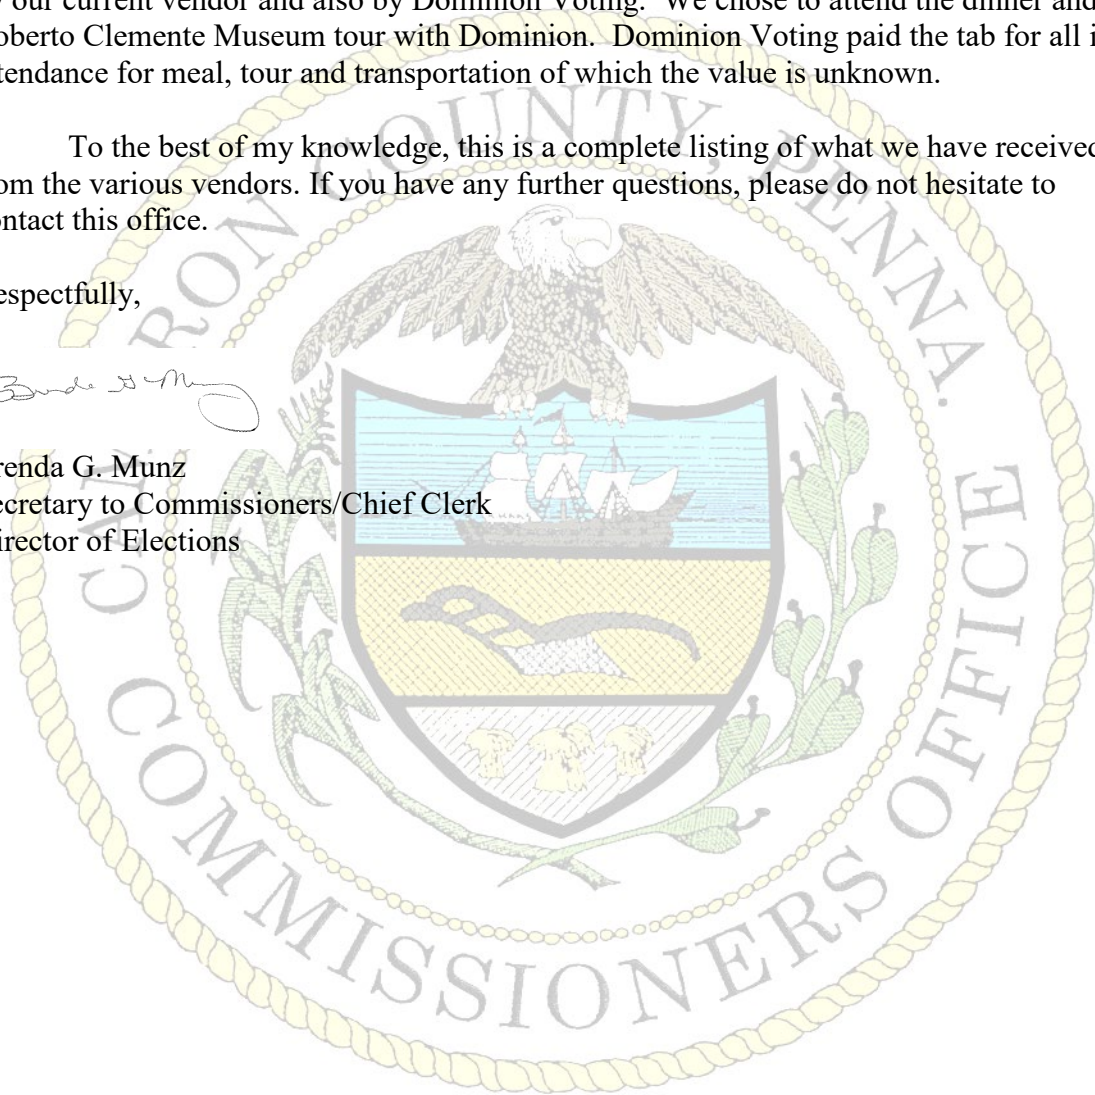 our current vendor and also by Dominion Voting. We chose to attend the dinner and
oberto Clemente Museum tour with Dominion. Dominion Voting paid the tab for all i
tendance for meal, tour and transportation of which the value is unknown.
To the best of my knowledge, this is a complete listing of what we have received
om the various vendors. If you have any further questions, please do not hesitate to
ontact this office.
espectfully,
renda G. Munz
ecretary to Commissioners/Chief Clerk
irector of Elections
RON COUNTY, PENNA.
COMMISSIONERS OFFICE